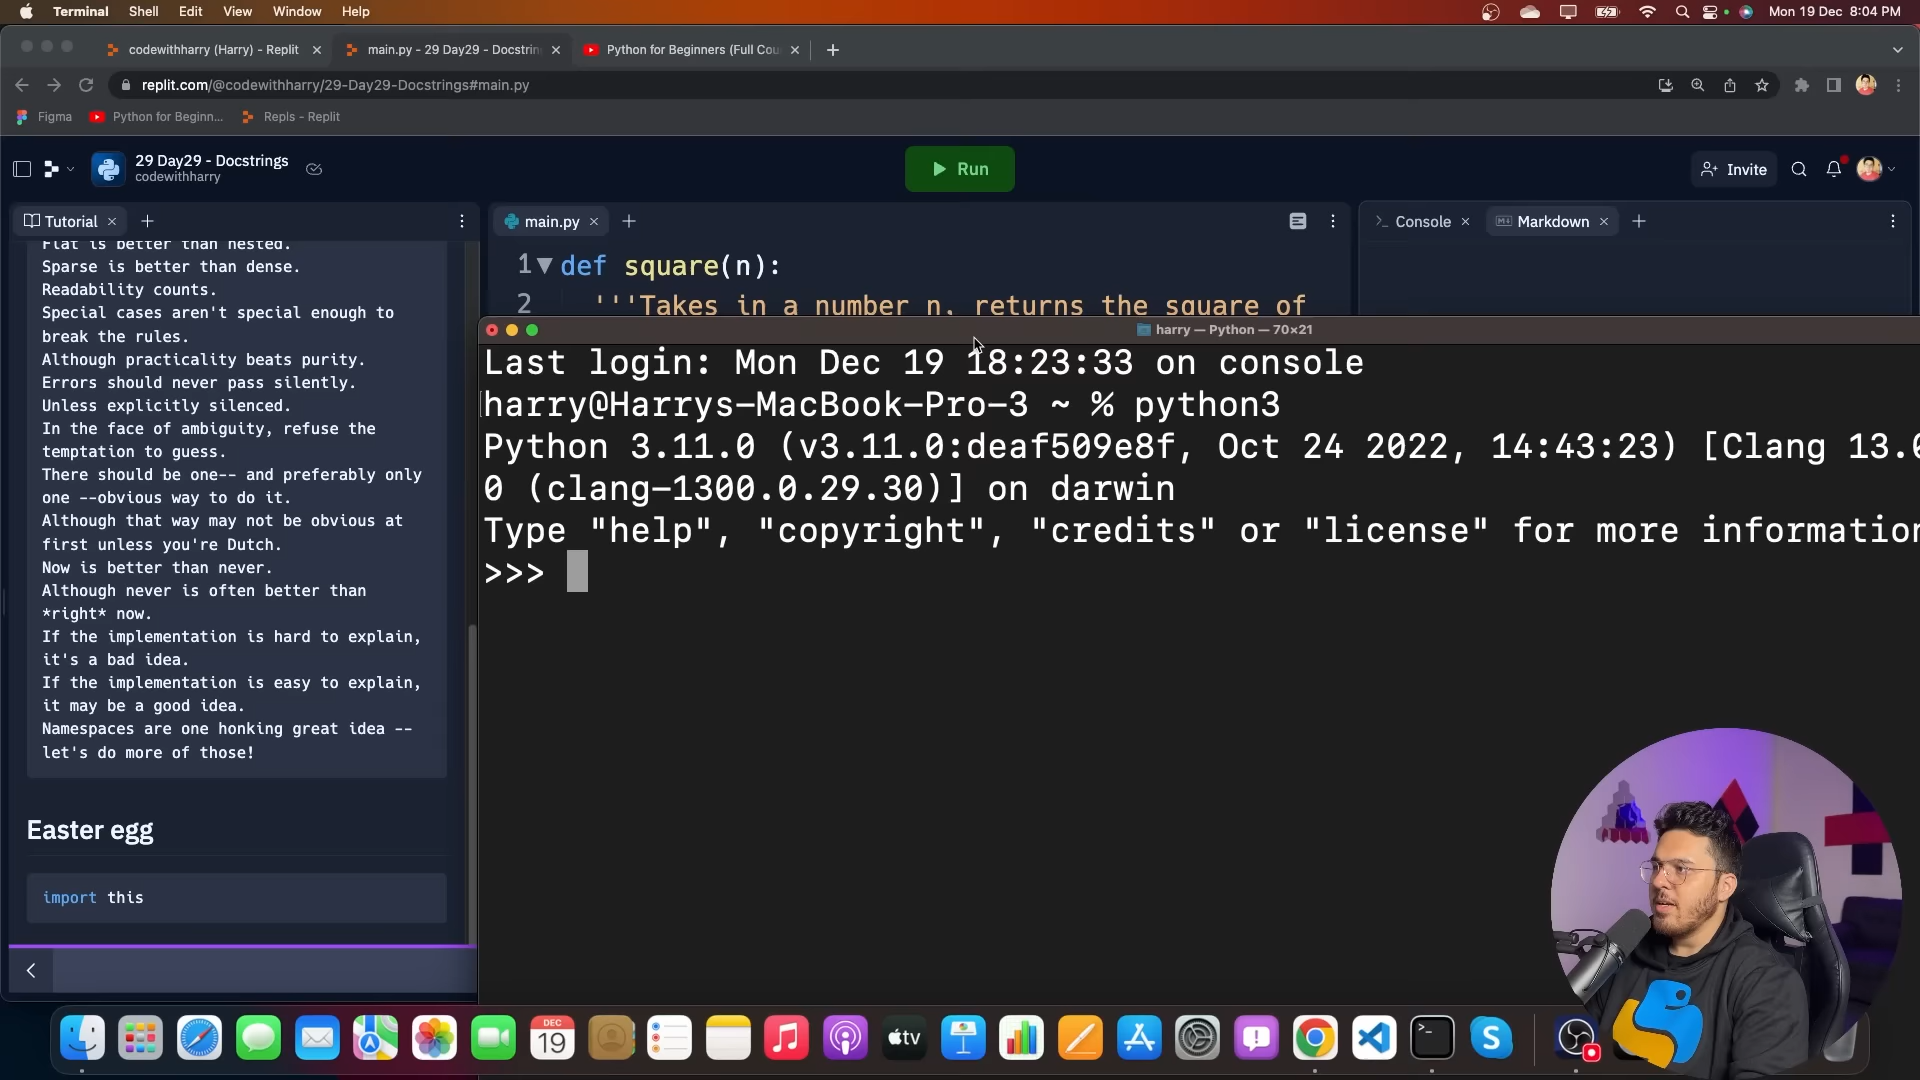 Terminal Shell Edit View Window Help Mon 19 Dec 8:04 PM
codewithharry (Harry) - Replit main.py - 29 Day29 - Docstrin Python for Beginners (Full Cou
replit.com/@codewithharry/29-Day29-Docstrings#main.py
Figma Python for Beginn... Repls - Replit
29 Day29 - Docstrings
codewithharry
Run
Invite
Tutorial
main.py
Console Markdown
Flat is better than nested.
Sparse is better than dense.
Readability counts.
Special cases aren't special enough to
break the rules.
Although practicality beats purity.
Errors should never pass silently.
Unless explicitly silenced.
In the face of ambiguity, refuse the
temptation to guess.
There should be one-- and preferably only
one --obvious way to do it.
Although that way may not be obvious at
first unless you're Dutch.
Now is better than never.
Although never is often better than
*right* now.
If the implementation is hard to explain,
it's a bad idea.
If the implementation is easy to explain,
it may be a good idea.
Namespaces are one honking great idea --
let's do more of those!
Easter egg
import this
1 def square(n):
2 '''Takes in a number n, returns the square of
harry — Python — 70×21
Last login: Mon Dec 19 18:23:33 on console
harry@Harrys-MacBook-Pro-3 ~ % python3
Python 3.11.0 (v3.11.0:deaf509e8f, Oct 24 2022, 14:43:23) [Clang 13.0
0 (clang-1300.0.29.30)] on darwin
Type "help", "copyright", "credits" or "license" for more information
>>>
DEC
19
tv